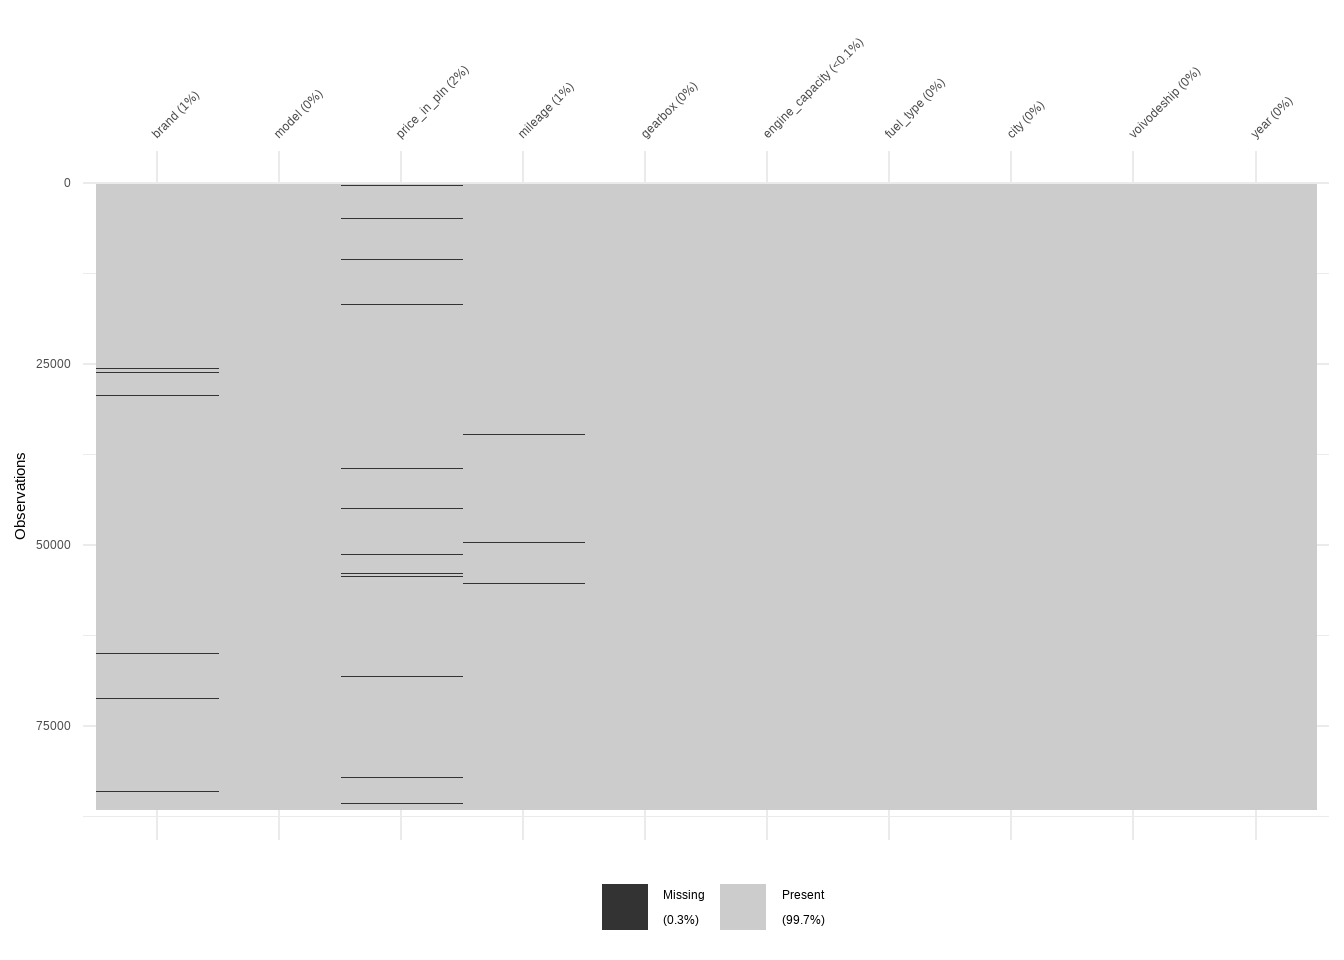 brand (1%)
model (0%)
price_in_pln (2%)
mileage (1%)
gearbox (0%)
engine_capacity (<0.1%)
fuel_type (0%)
city (0%)
voivodeship (0%)
year (0%)
0
25000
50000
75000
Observations
Missing
(0.3%)
Present
(99.7%)